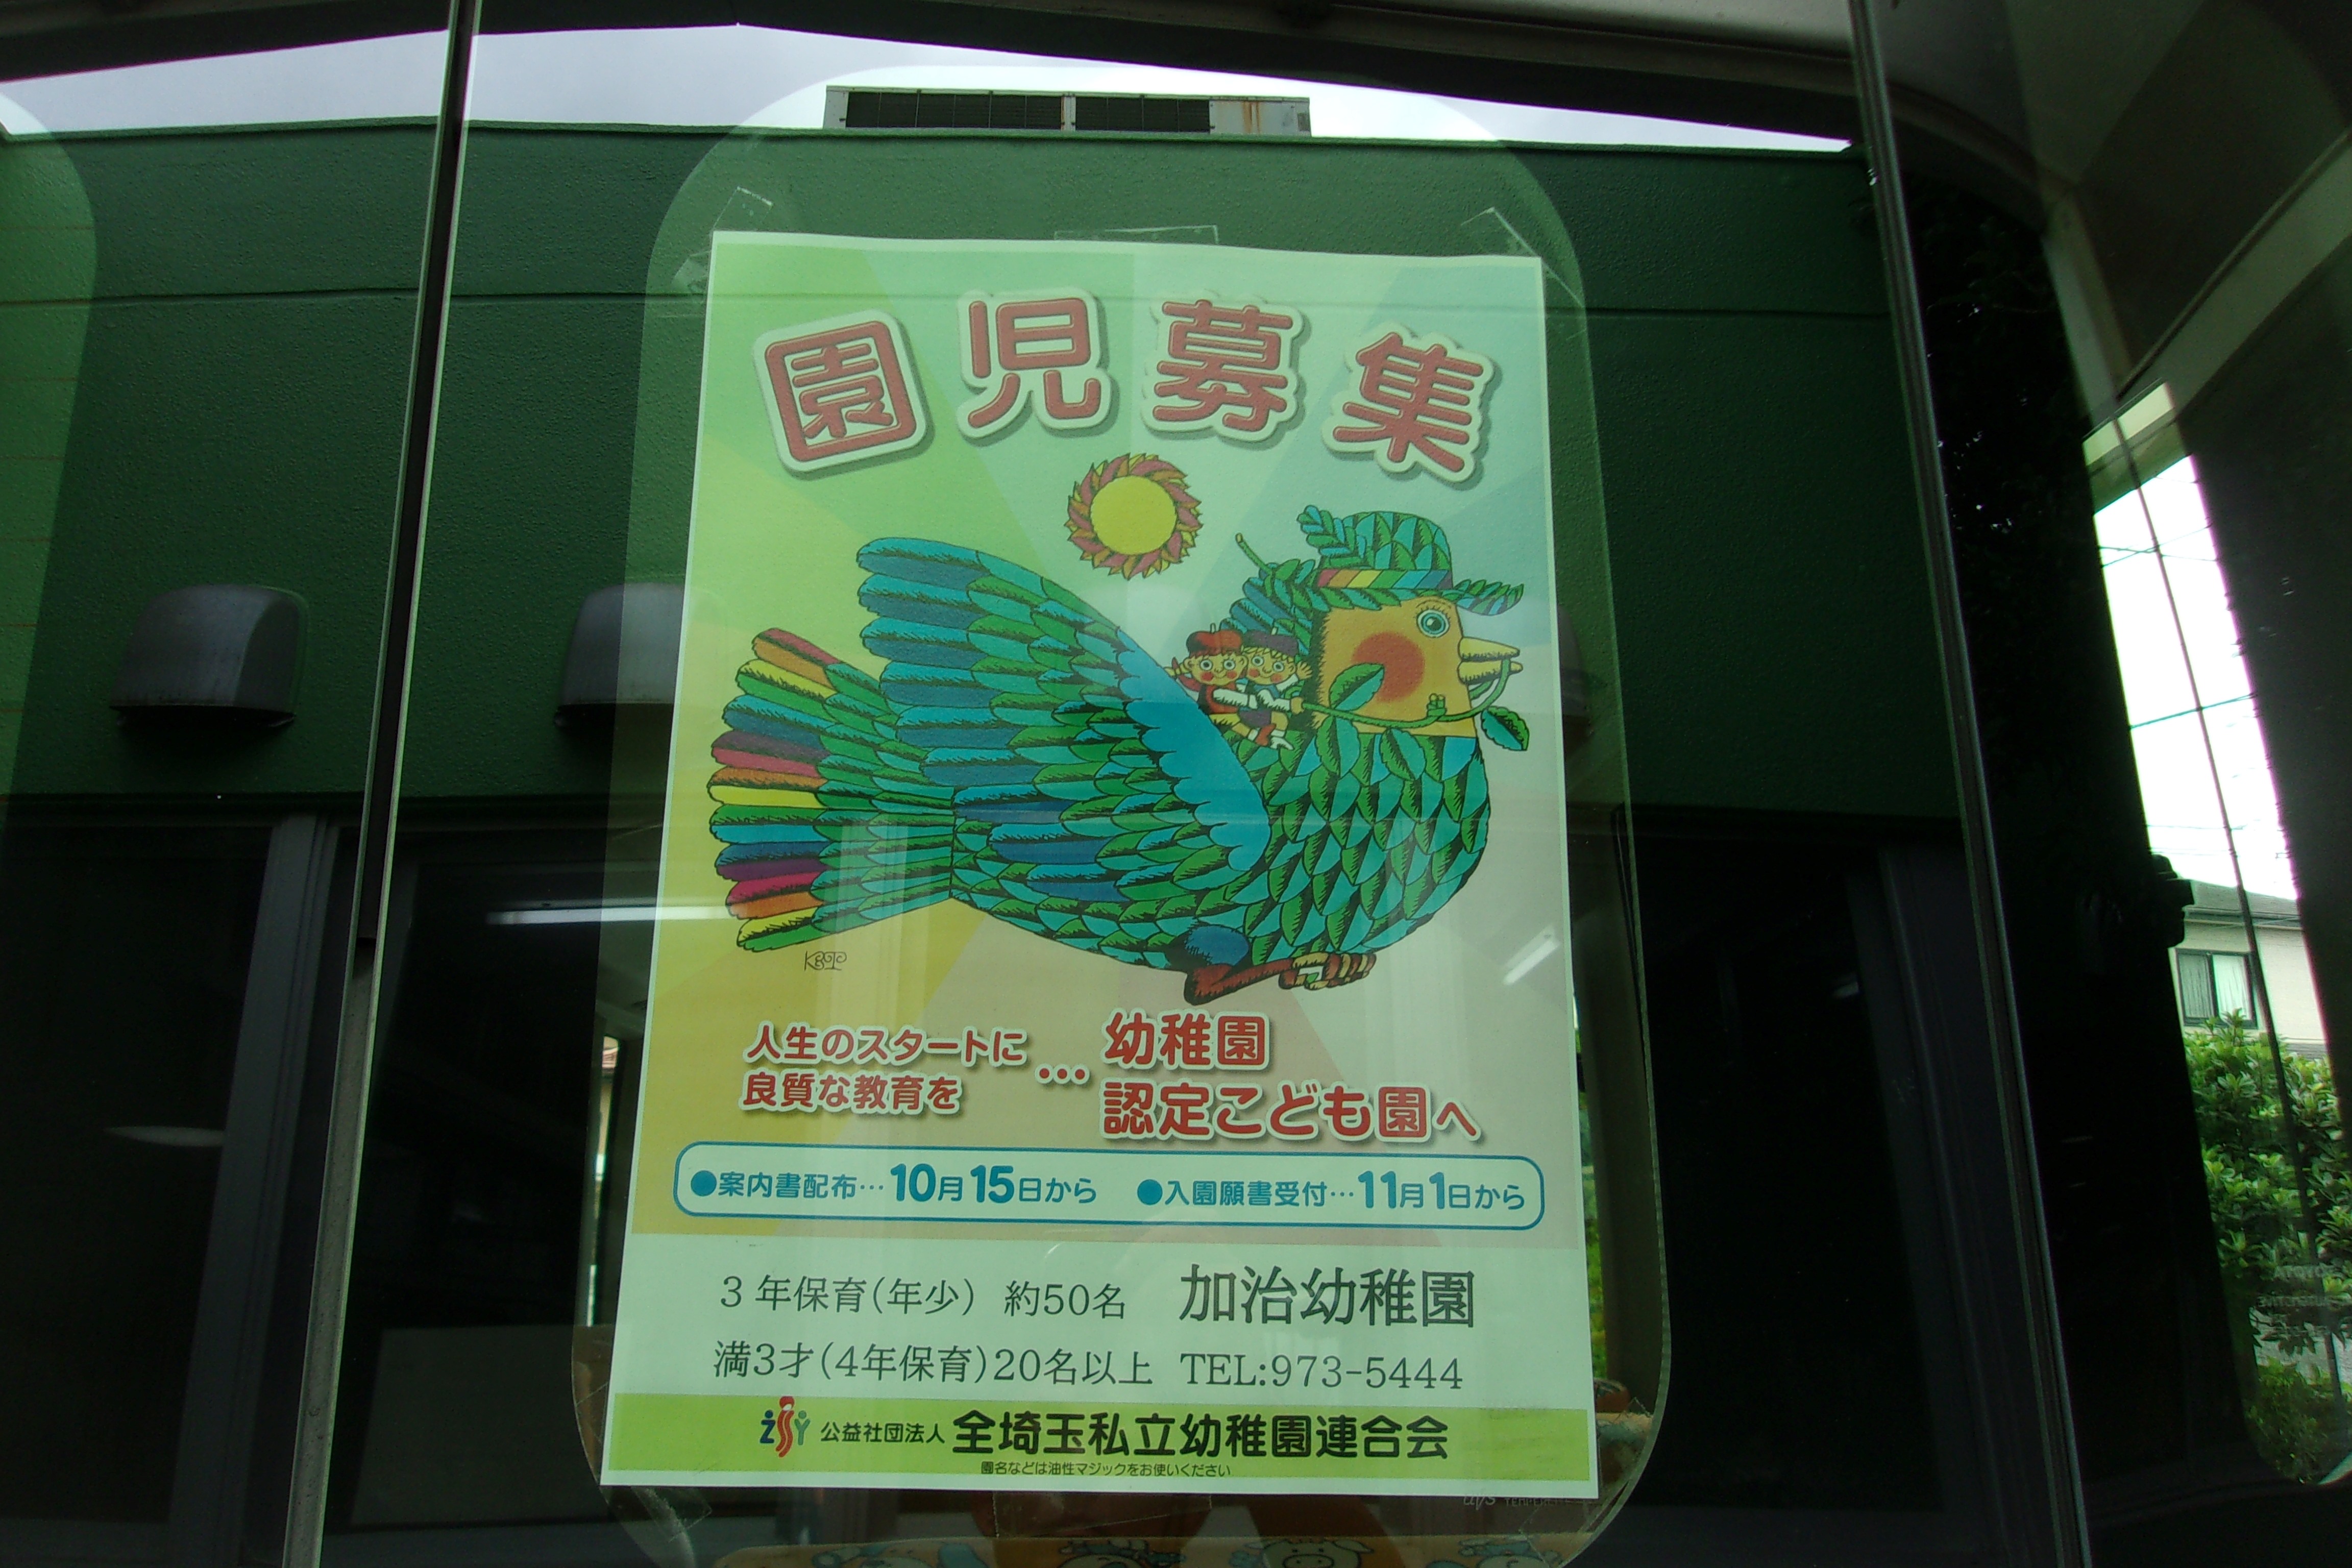 園児募集
人生のスタートに
良質な教育を
…
幼稚園
認定こども園へ
●案内書配布…10月15日から ●入園願書受付…11月1日から
3年保育(年少) 約50名 加治幼稚園
満3才(4年保育)20名以上 TEL:973-5444
公益社団法人 全埼玉私立幼稚園連合会
園名などは油性マジックをお使いください